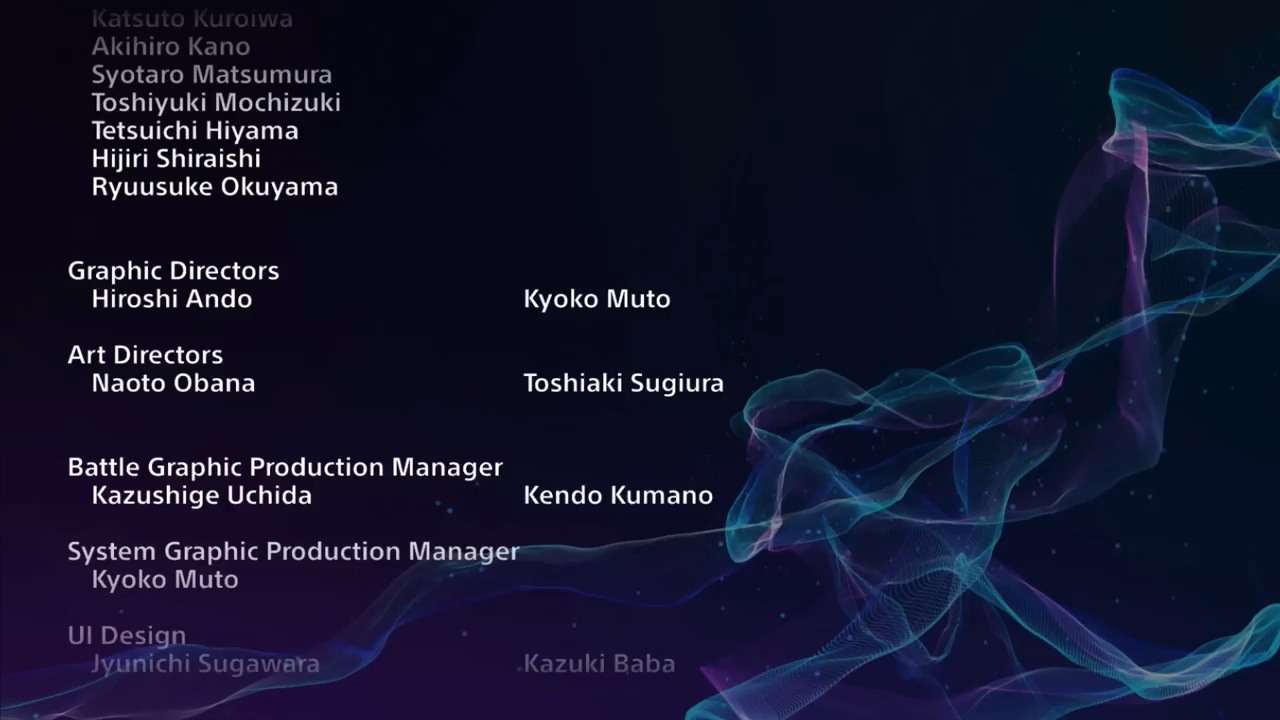 Katsuto Kuroiwa
Akihiro Kano
Syotaro Matsumura
Toshiyuki Mochizuki
Tetsuichi Hiyama
Hijiri Shiraishi
Ryuusuke Okuyama
Graphic Directors
Hiroshi Ando Kyoko Muto
Art Directors
Naoto Obana Toshiaki Sugiura
Battle Graphic Production Manager
Kazushige Uchida Kendo Kumano
System Graphic Production Manager
Kyoko Muto
UI Design
Jyunichi Sugawara Kazuki Baba